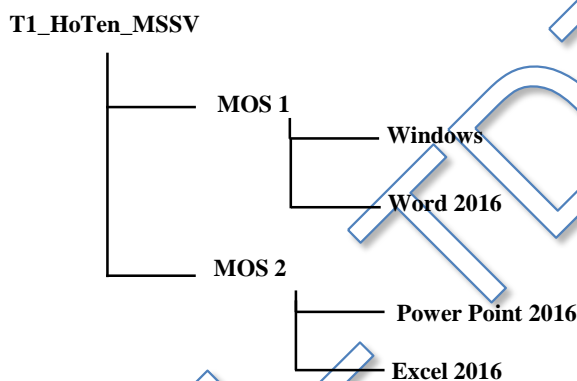 T1_HoTen_MSSV
MOS 1
Windows
Word 2016
MOS 2
Power Point 2016
Excel 2016